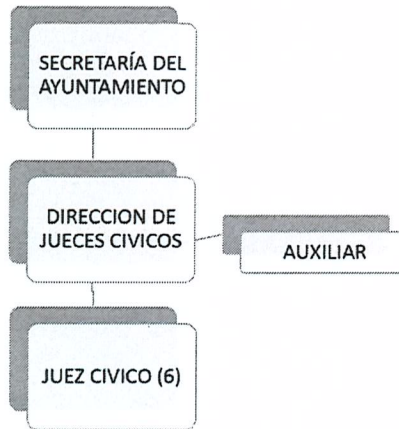 SECRETARÍA DEL
AYUNTAMIENTO
DIRECCION DE
JUECES CIVICOS
AUXILIAR
JUEZ CIVICO (6)